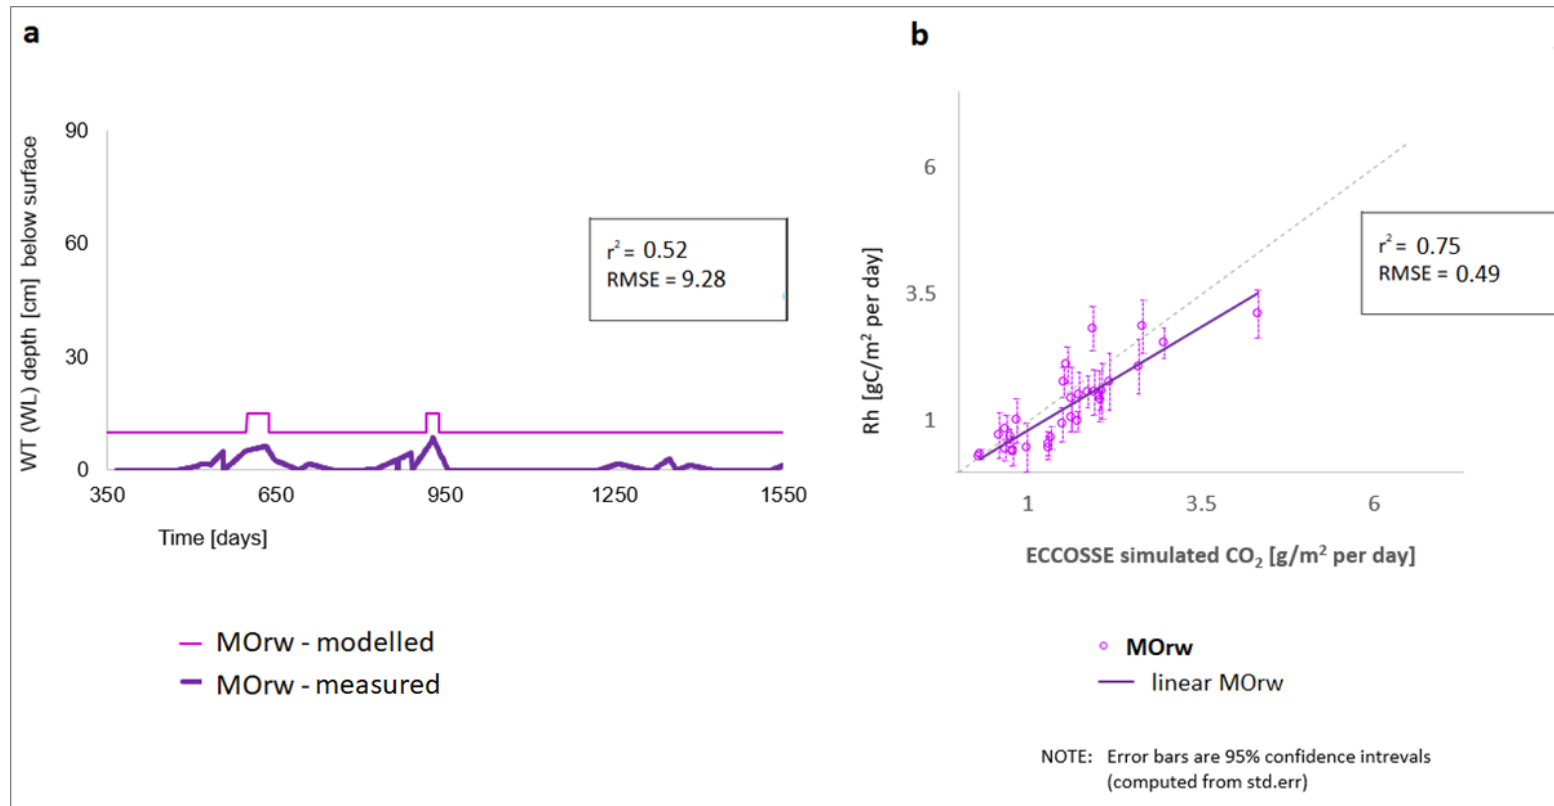 a
WT (WL) depth [cm] below surface
90
60
30
0
350
650
950
1250
1550
Time [days]
r² = 0.52
RMSE = 9.28
MOrw - modelled
MOrw - measured
b
Rh [gC/m² per day]
6
3.5
1
1
3.5
6
ECCOSSE simulated CO₂ [g/m² per day]
r² = 0.75
RMSE = 0.49
MOrw
linear MOrw
NOTE: Error bars are 95% confidence intrevals
(computed from std.err)